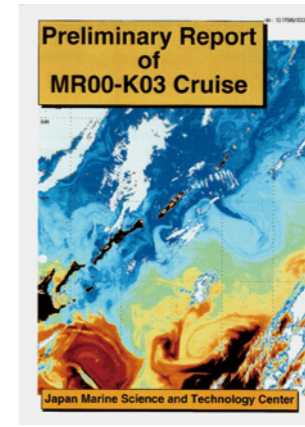 Preliminary Report
of
MR00-K03 Cruise
Japan Marine Science and Technology Center